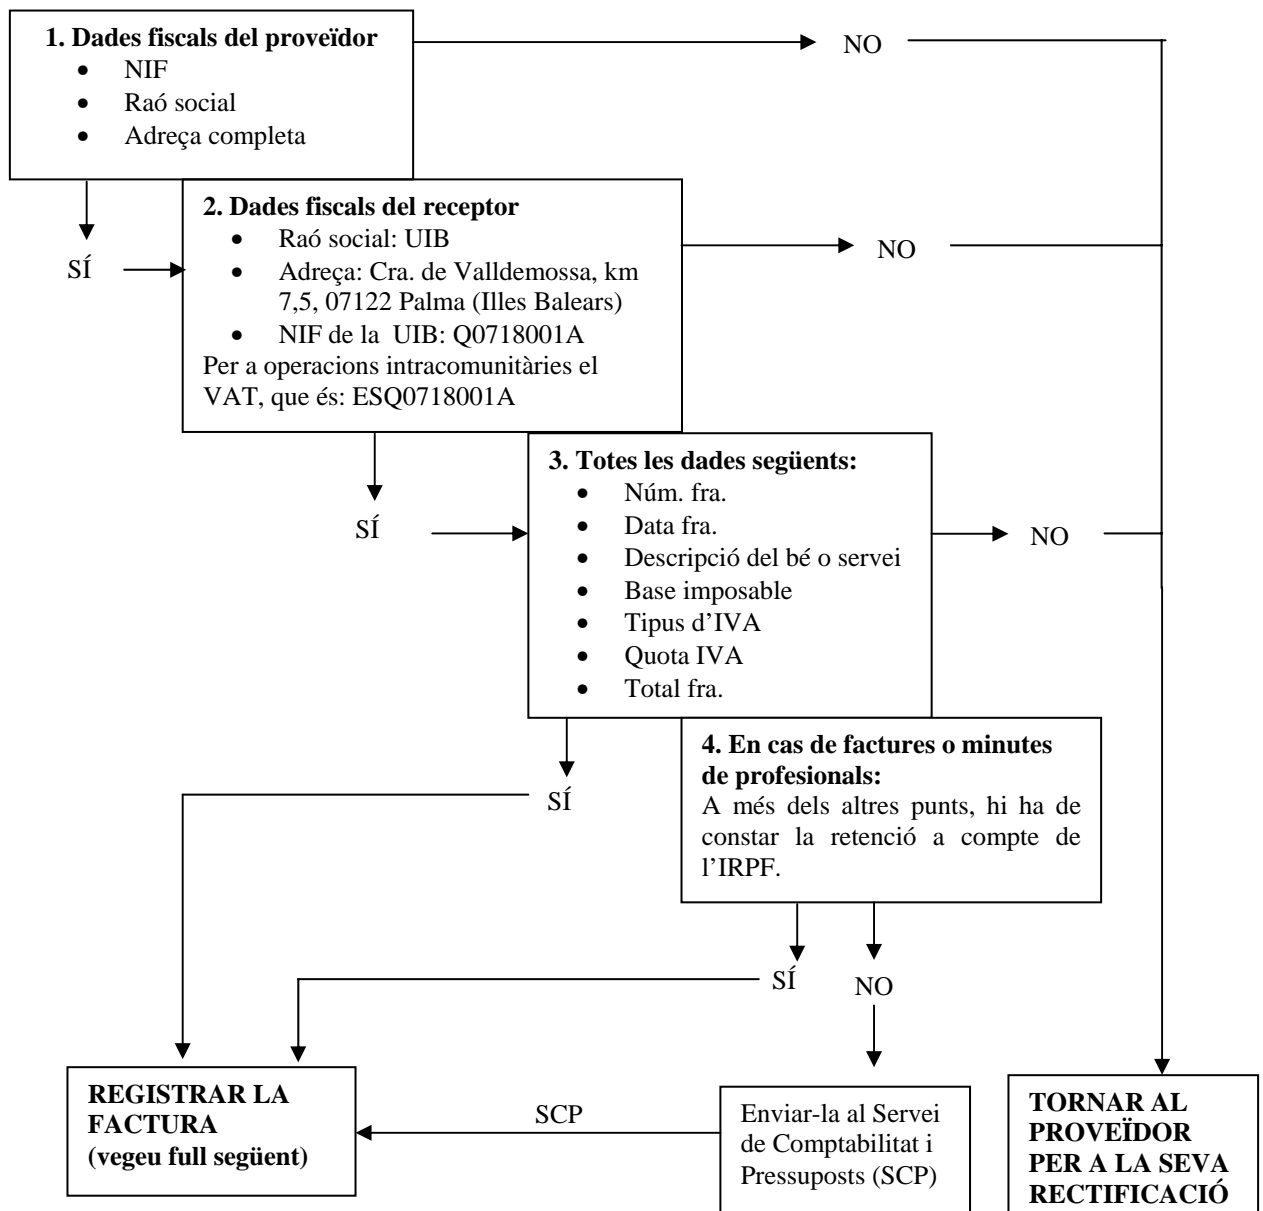 1. Dades fiscals del proveïdor
• NIF
• Raó social
• Adreça completa
NO
SÍ
2. Dades fiscals del receptor
• Raó social: UIB
• Adreça: Cra. de Valldemossa, km
7,5, 07122 Palma (Illes Balears)
• NIF de la UIB: Q0718001A
Per a operacions intracomunitàries el
VAT, que és: ESQ0718001A
NO
SÍ
3. Totes les dades següents:
• Núm. fra.
• Data fra.
• Descripció del bé o servei
• Base imposable
• Tipus d’IVA
• Quota IVA
• Total fra.
NO
SÍ
4. En cas de factures o minutes
de profesionals:
A més dels altres punts, hi ha de
constar la retenció a compte de
l’IRPF.
SÍ
NO
REGISTRAR LA
FACTURA
(vegeu full següent)
SCP
Enviar-la al Servei
de Comptabilitat i
Pressuposts (SCP)
TORNAR AL
PROVEÏDOR
PER A LA SEVA
RECTIFICACIÓ